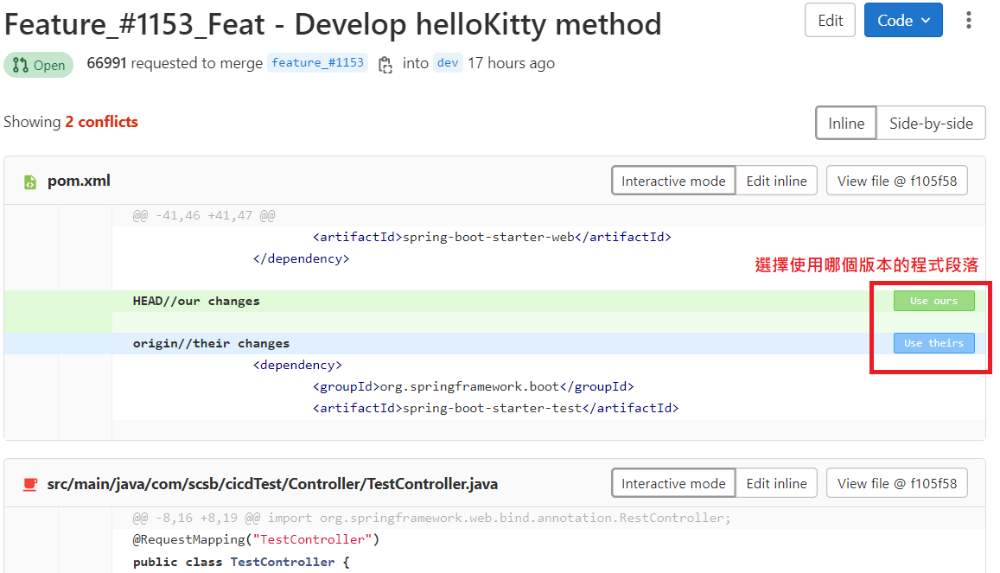 Feature_#1153_Feat - Develop helloKitty method
Edit
Code
Open
66991 requested to merge feature_#1153 into dev 17 hours ago
Showing 2 conflicts
Inline
Side-by-side
pom.xml
Interactive mode
Edit inline
View file @ f105f58
@@ -41,46 +41,47 @@
<artifactId>spring-boot-starter-web</artifactId>
</dependency>
選擇使用哪個版本的程式段落
HEAD//our changes
Use ours
origin//their changes
Use theirs
<dependency>
<groupId>org.springframework.boot</groupId>
<artifactId>spring-boot-starter-test</artifactId>
src/main/java/com/scsb/cicdTest/Controller/TestController.java
Interactive mode
Edit inline
View file @ f105f58
@@ -8,16 +8,19 @@ import org.springframework.web.bind.annotation.RestController;
@RequestMapping("TestController")
public class TestController {